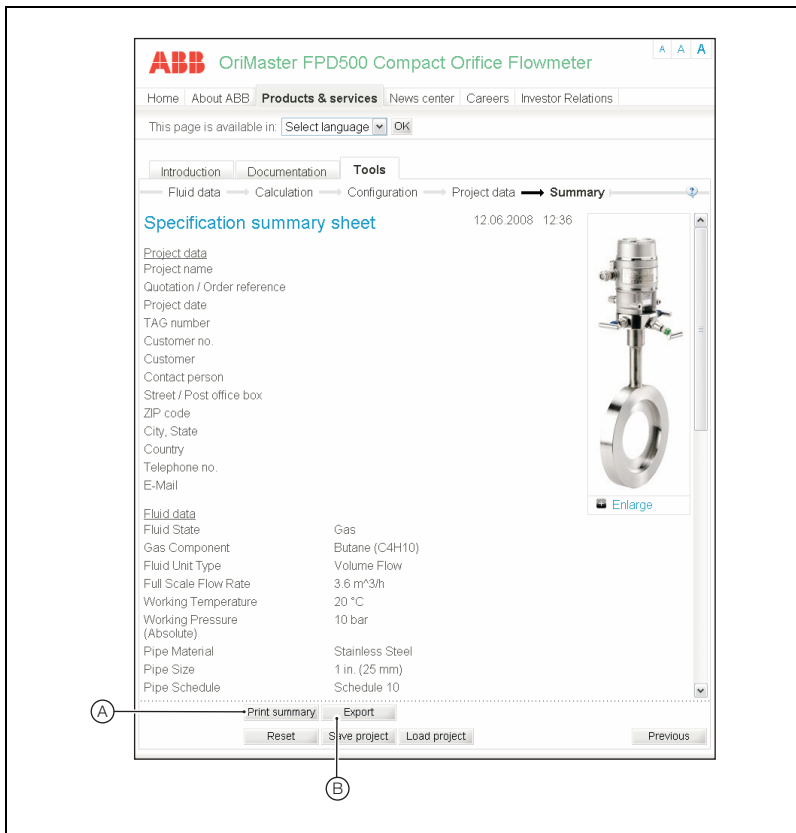 A A A
ABB OriMaster FPD500 Compact Orifice Flowmeter
Home About ABB Products & services News center Careers Investor Relations
This page is available in: Select language OK
Introduction Documentation Tools
Fluid data Calculation Configuration Project data Summary ?
Specification summary sheet 12.06.2008 12:36
Project data
Project name
Quotation / Order reference
Project date
TAG number
Customer no.
Customer
Contact person
Street / Post office box
ZIP code
City, State
Country
Telephone no.
E-Mail
Enlarge
Fluid data
Fluid State Gas
Gas Component Butane (C4H10)
Fluid Unit Type Volume Flow
Full Scale Flow Rate 3.6 m^3/h
Working Temperature 20 °C
Working Pressure 10 bar
(Absolute)
Pipe Material Stainless Steel
Pipe Size 1 in. (25 mm)
Pipe Schedule Schedule 10
A Print summary Export
Reset Save project Load project Previous
B